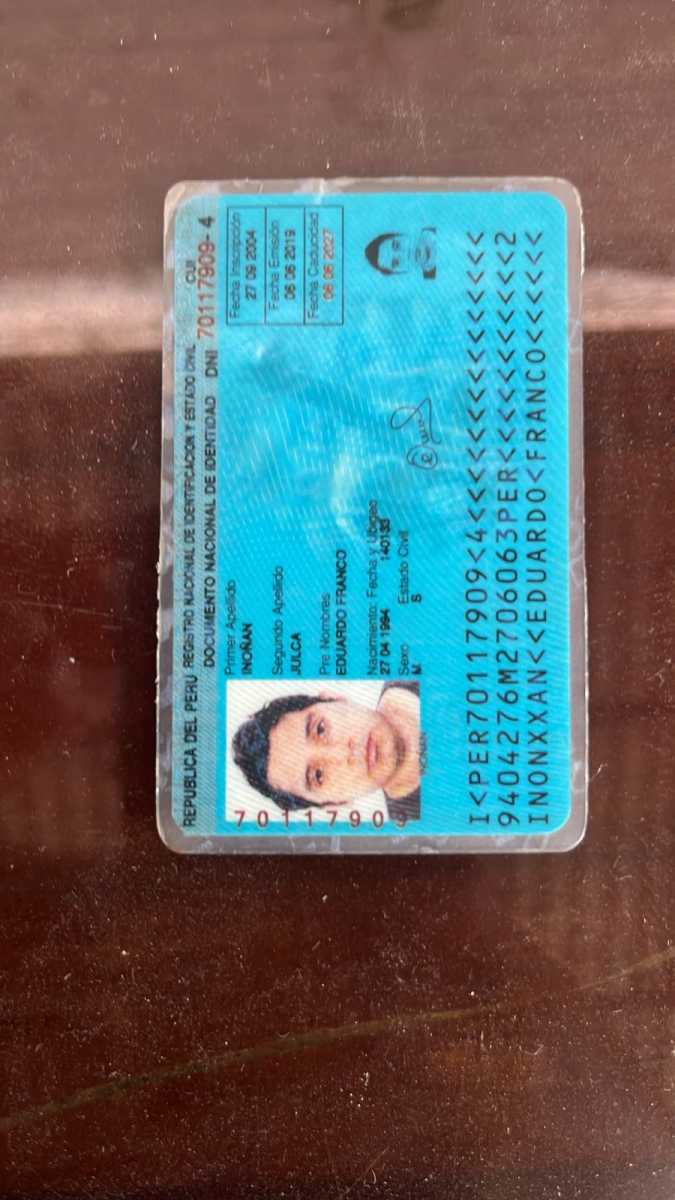 REPUBLICA DEL PERU REGISTRO NACIONAL DE IDENTIFICACION Y ESTADO CIVIL CUI
DOCUMENTO NACIONAL DE IDENTIDAD DNI 70117909-4
Primer Apellido
INOÑAN
Segundo Apellido
JULCA
Pre Nombres
EDUARDO FRANCO
Nacimiento: Fecha y Ubigeo
27 04 1994 140133
Sexo Estado Civil
M S
Fecha Inscripción
27 09 2004
Fecha Emisión
06 06 2019
Fecha Caducidad
06 06 2027
70117909
I<PER70117909<4<<<<<<<<<<<<<<<
9404276M2706063PER<<<<<<<<<<<2
INONXXAN<<EDUARDO<FRANCO<<<<<<